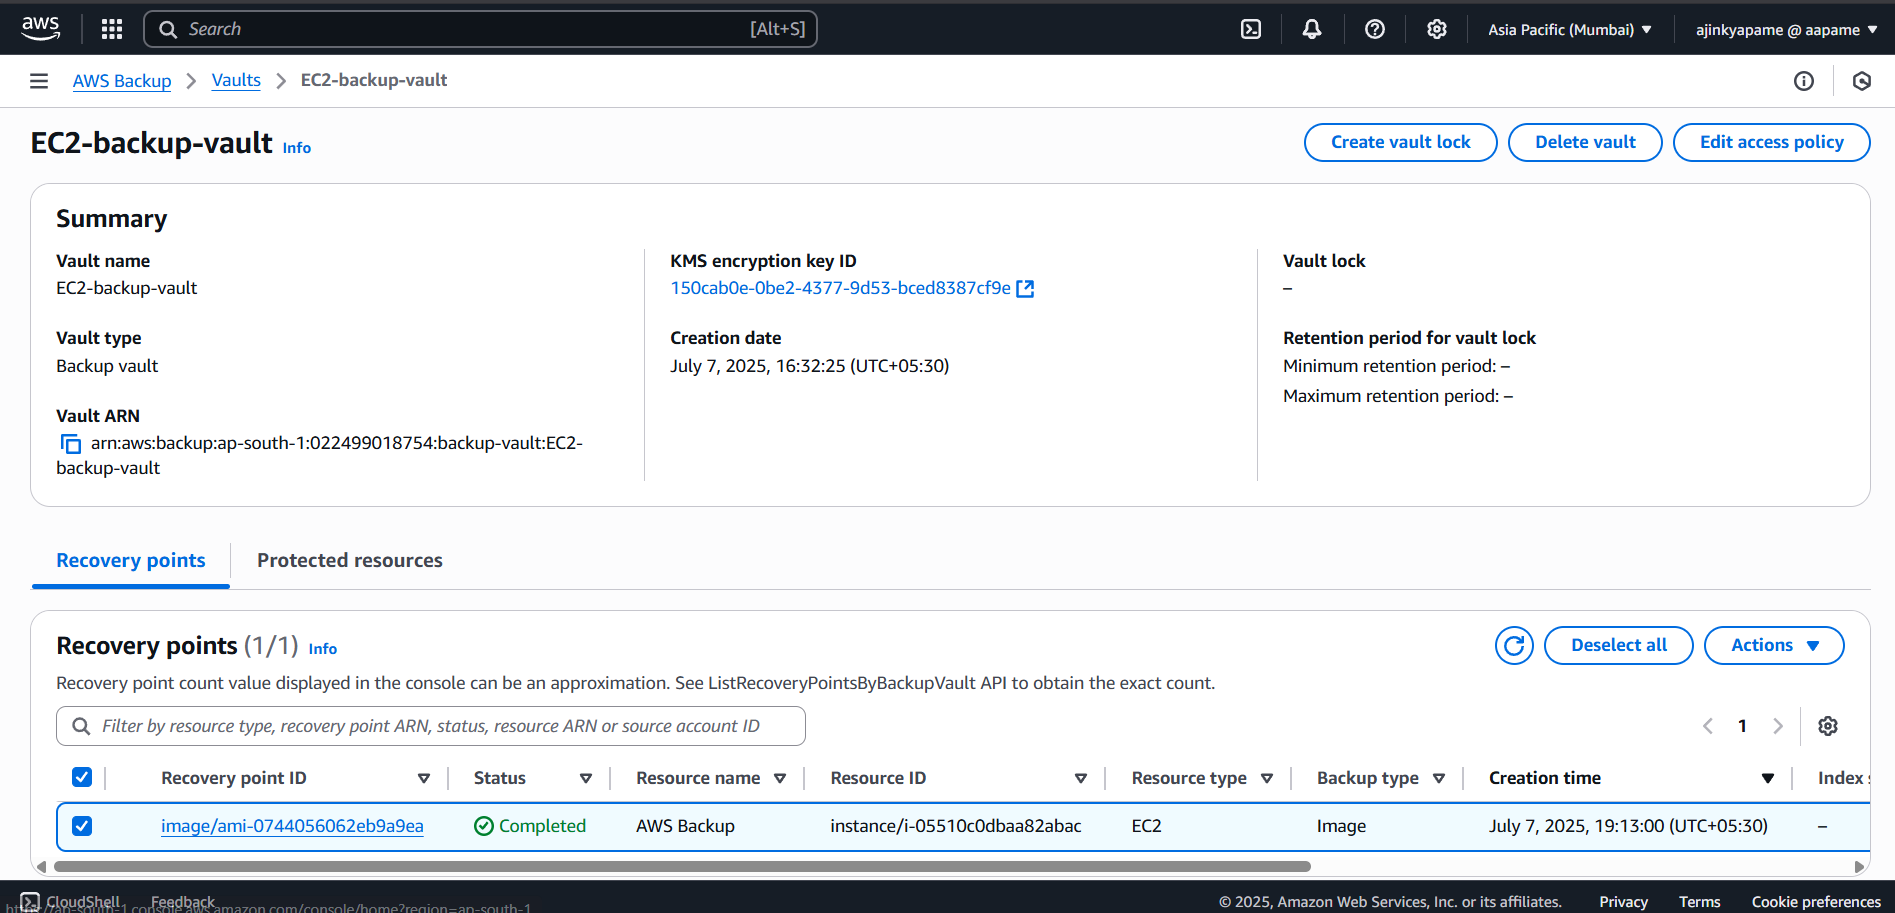 aws
Search [Alt+S]
Asia Pacific (Mumbai)
ajinkyapame @ aapame
AWS Backup > Vaults > EC2-backup-vault
EC2-backup-vault Info
Create vault lock
Delete vault
Edit access policy
Summary
Vault name
EC2-backup-vault
Vault type
Backup vault
Vault ARN
arn:aws:backup:ap-south-1:022499018754:backup-vault:EC2-
backup-vault
KMS encryption key ID
150cab0e-0be2-4377-9d53-bced8387cf9e
Creation date
July 7, 2025, 16:32:25 (UTC+05:30)
Vault lock
–
Retention period for vault lock
Minimum retention period: –
Maximum retention period: –
Recovery points
Protected resources
Recovery points (1/1) Info
Deselect all
Actions
Recovery point count value displayed in the console can be an approximation. See ListRecoveryPointsByBackupVault API to obtain the exact count.
Filter by resource type, recovery point ARN, status, resource ARN or source account ID
1
Recovery point ID Status Resource name Resource ID Resource type Backup type Creation time Index s
image/ami-0744056062eb9a9ea Completed AWS Backup instance/i-05510c0dbaa82abac EC2 Image July 7, 2025, 19:13:00 (UTC+05:30) –
CloudShell Feedback © 2025, Amazon Web Services, Inc. or its affiliates. Privacy Terms Cookie preferences
https://ap-south-1.console.aws.amazon.com/console/home?region=ap-south-1